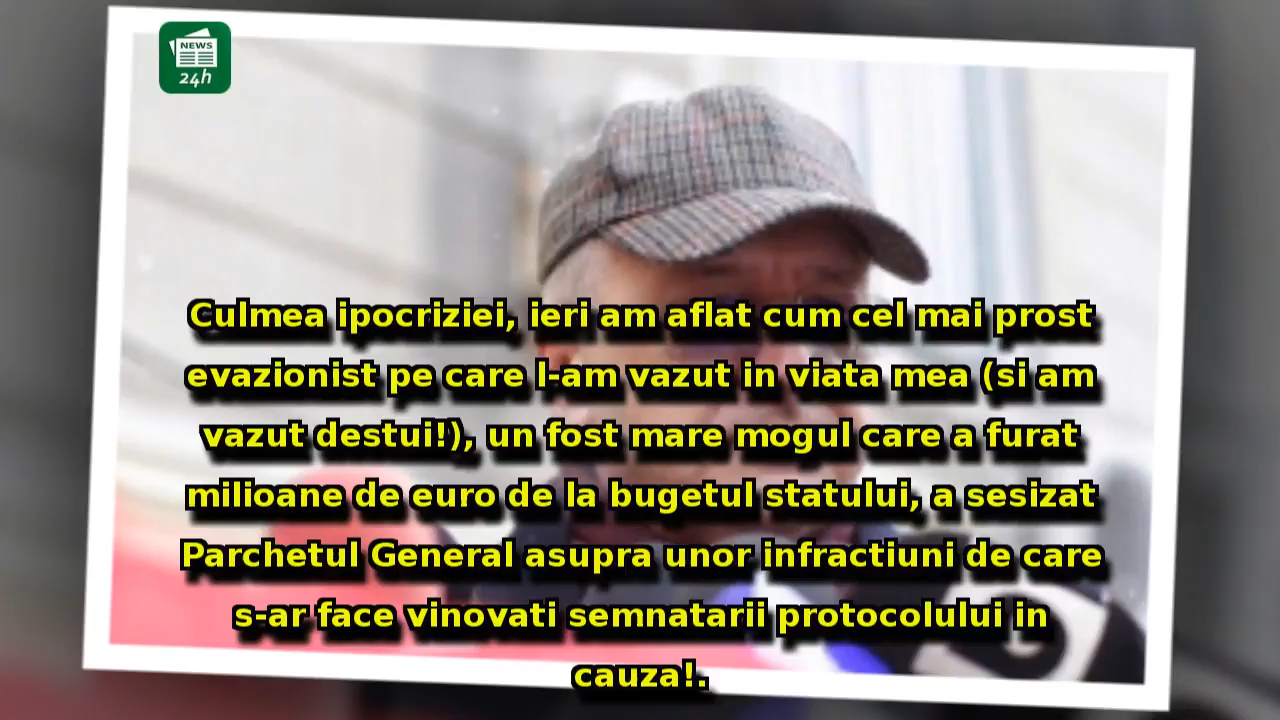 NEWS
24h
Culmea ipocriziei, ieri am aflat cum cel mai prost
evazionist pe care l-am vazut in viata mea (si am
vazut destui!), un fost mare mogul care a furat
milioane de euro de la bugetul statului, a sesizat
Parchetul General asupra unor infractiuni de care
s-ar face vinovati semnatarii protocolului in
cauza!.